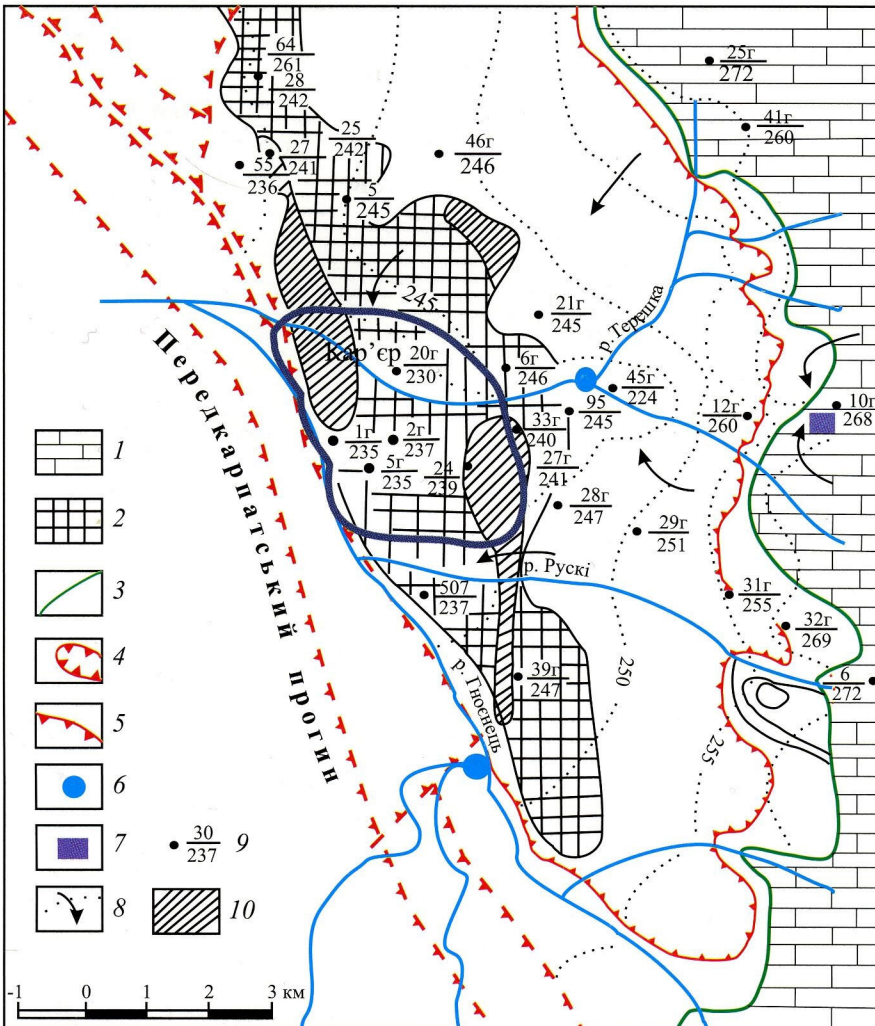 64
261
28
242
25г
272
41г
260
25
242
27
241
55
236
46г
246
5
245
245
21г
245
р. Терешка
Кар'єр
20г
230
6г
246
45г
224
95
245
12г
260
10г
268
33г
240
1г
235
2г
237
5г
235
24
239
27г
241
28г
247
29г
251
р. Рускі
507
237
31г
255
32г
269
6
272
39г
247
250
255
р. Гноєнець
Передкарпатський прогин
1
2
3
4
5
6
7
30
237
9
8
10
-1 0 1 2 3 км